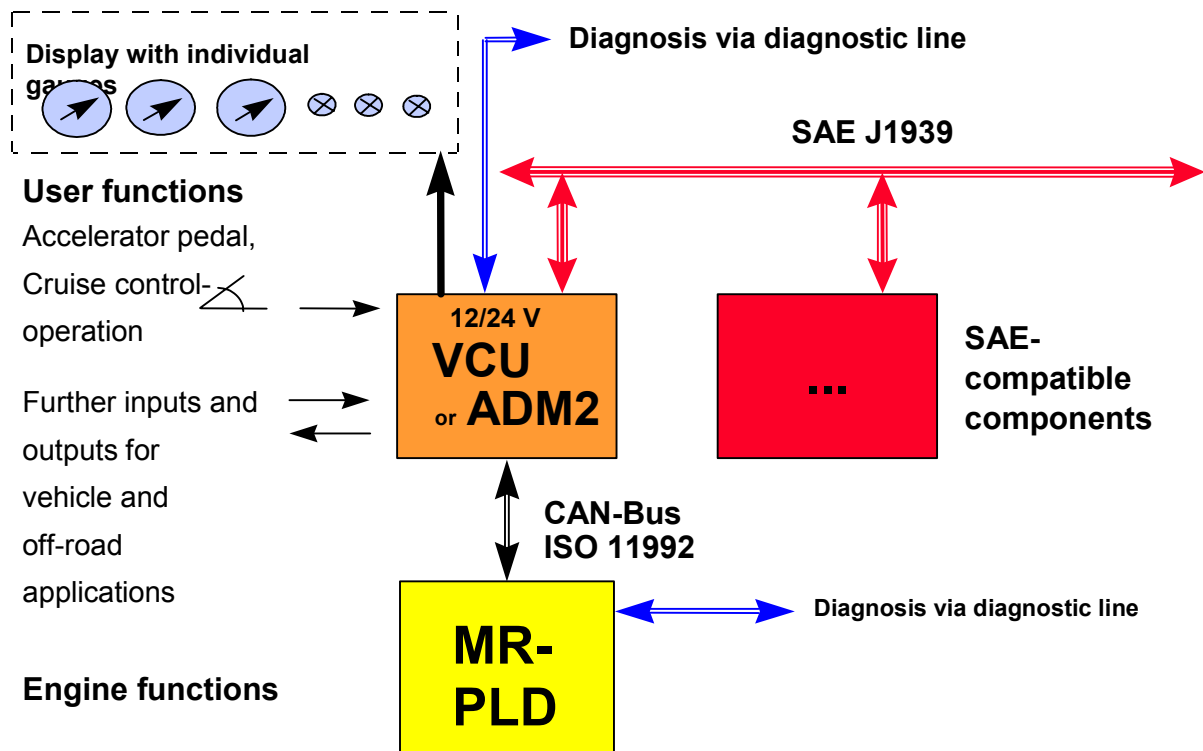 Display with individual
gauges
Diagnosis via diagnostic line
SAE J1939
User functions
Accelerator pedal,
Cruise control-
operation
12/24 V
VCU
or ADM2
...
SAE-
compatible
components
Further inputs and
outputs for
vehicle and
off-road
applications
CAN-Bus
ISO 11992
MR-
PLD
Diagnosis via diagnostic line
Engine functions